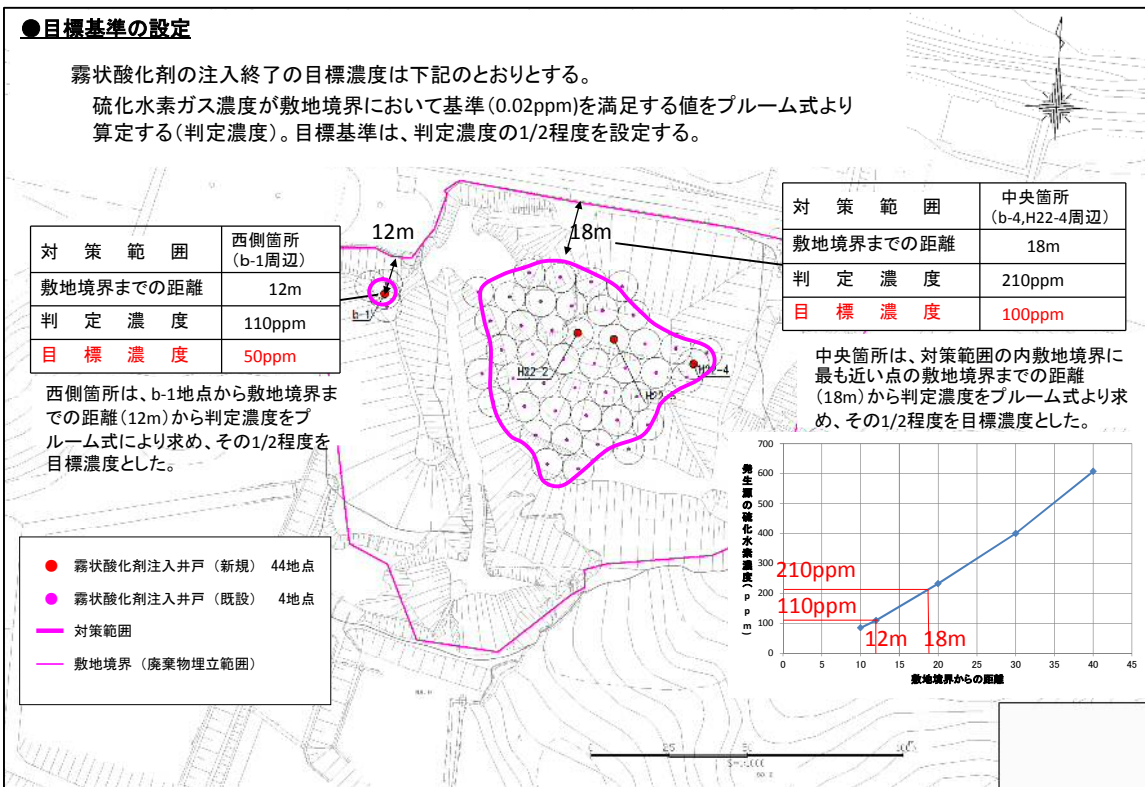 ●目標基準の設定
霧状酸化剤の注入終了の目標濃度は下記のとおりとする。
硫化水素ガス濃度が敷地境界において基準(0.02ppm)を満足する値をプルーム式より
算定する(判定濃度)。目標基準は、判定濃度の1/2程度を設定する。
対策範囲 西側箇所
(b-1周辺)
敷地境界までの距離 12m
判定濃度 110ppm
目標濃度 50ppm
西側箇所は、b-1地点から敷地境界ま
での距離(12m)から判定濃度をプ
ルーム式により求め、その1/2程度を
目標濃度とした。
12m
18m
b-1
H22-2
H22-4
対策範囲 中央箇所
(b-4,H22-4周辺)
敷地境界までの距離 18m
判定濃度 210ppm
目標濃度 100ppm
中央箇所は、対策範囲の内敷地境界に
最も近い点の敷地境界までの距離
(18m)から判定濃度をプルーム式より求
め、その1/2程度を目標濃度とした。
発生源の硫化水素濃度(ppm)
700
600
500
400
300
200
100
0
210ppm
110ppm
12m
18m
0 5 10 15 20 25 30 35 40 45
敷地境界からの距離
霧状酸化剤注入井戸(新規) 44地点
霧状酸化剤注入井戸(既設) 4地点
対策範囲
敷地境界(廃棄物埋立範囲)